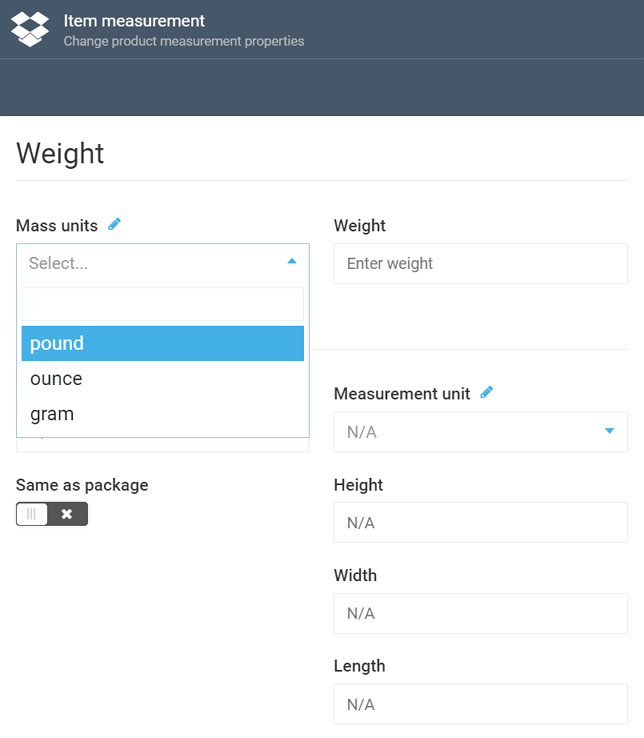 Item measurement
Change product measurement properties
Weight
Mass units
Weight
Select...
Enter weight
pound
ounce
gram
Measurement unit
N/A
Same as package
Height
N/A
Width
N/A
Length
N/A